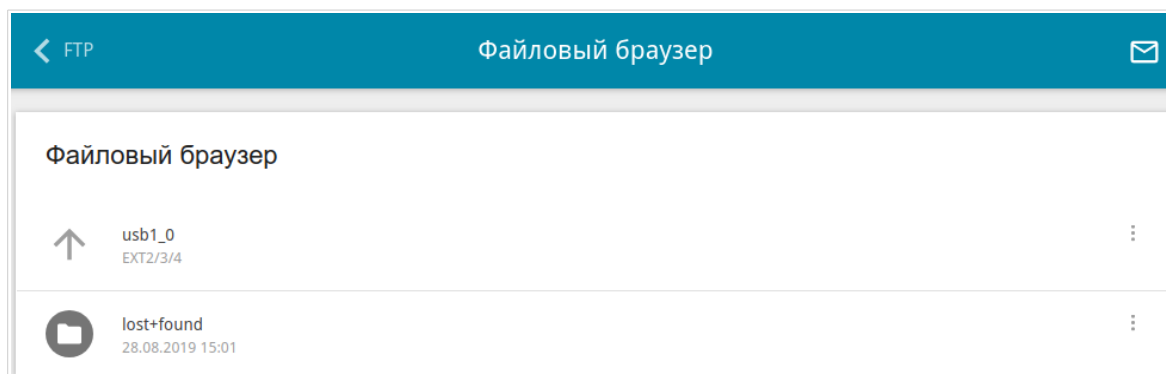 FTP
Файловый браузер
Файловый браузер
usb1_0
EXT2/3/4
lost+found
28.08.2019 15:01